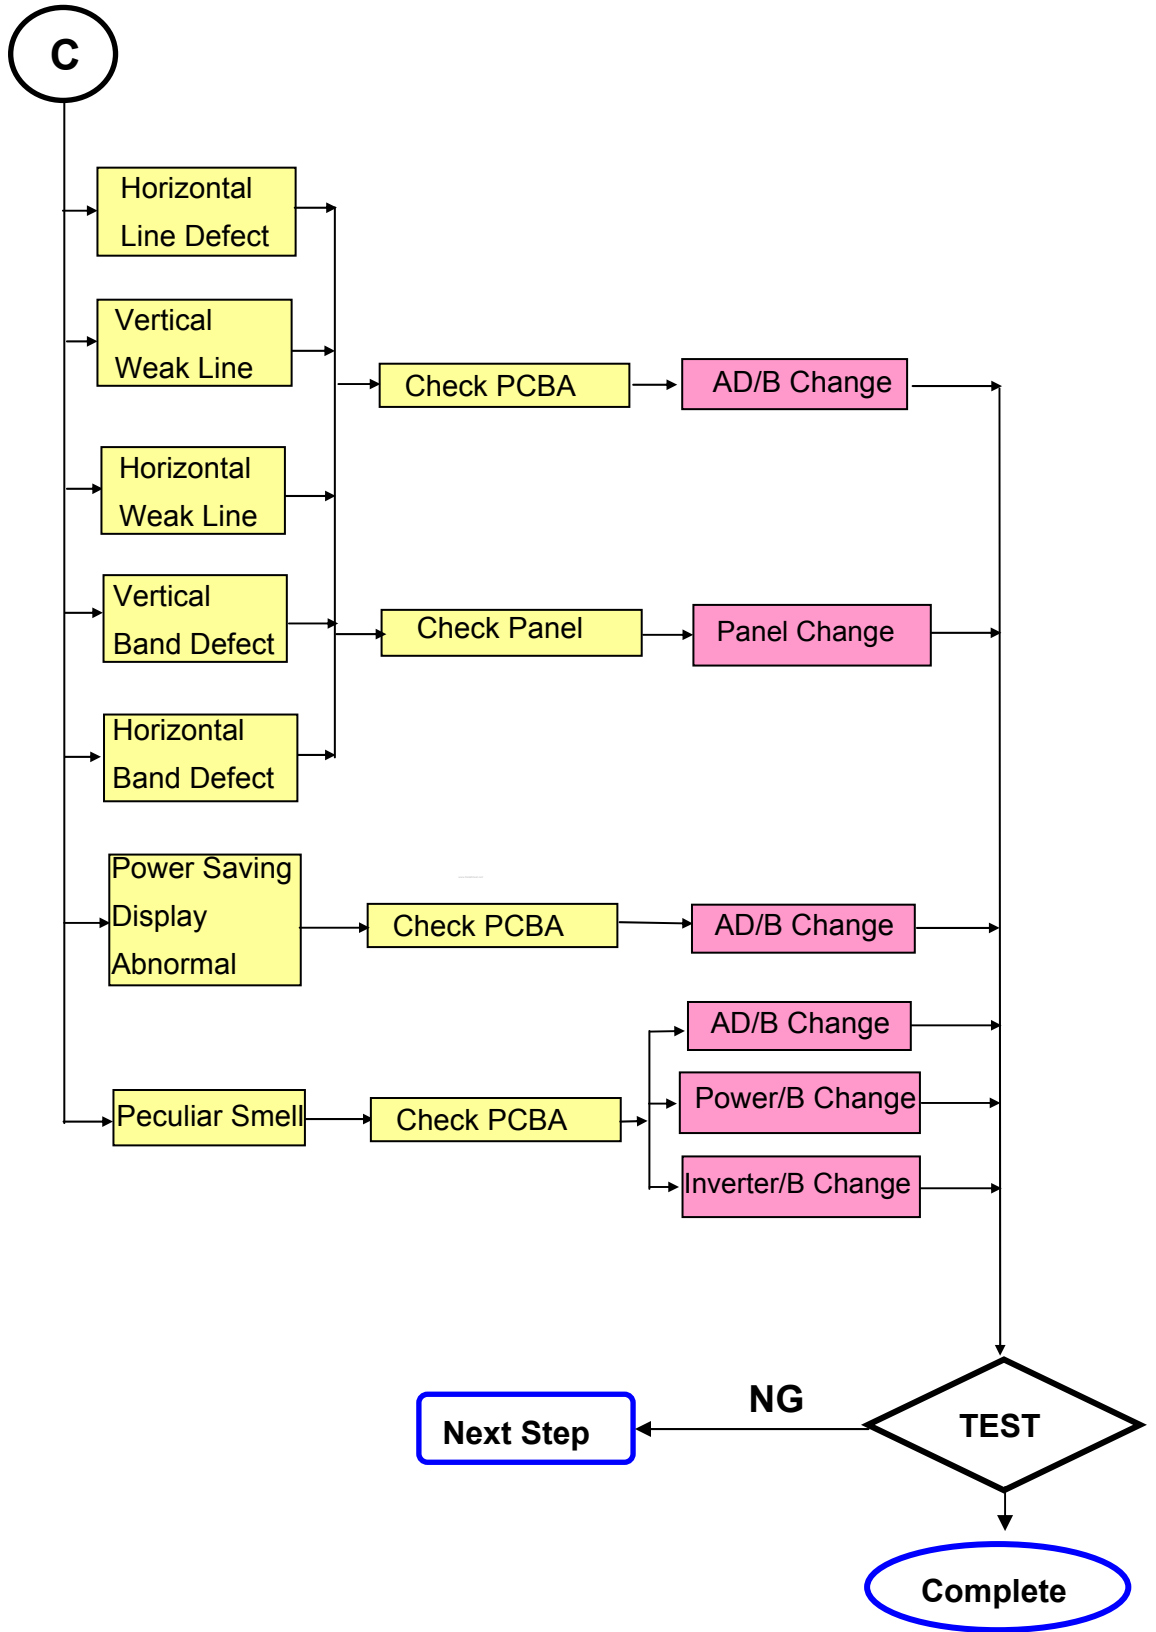 C
Horizontal
Line Defect
Vertical
Weak Line
Check PCBA
AD/B Change
Horizontal
Weak Line
Vertical
Band Defect
Check Panel
Panel Change
Horizontal
Band Defect
Power Saving
Display
Abnormal
Check PCBA
AD/B Change
Peculiar Smell
Check PCBA
AD/B Change
Power/B Change
Inverter/B Change
TEST
NG
Next Step
Complete